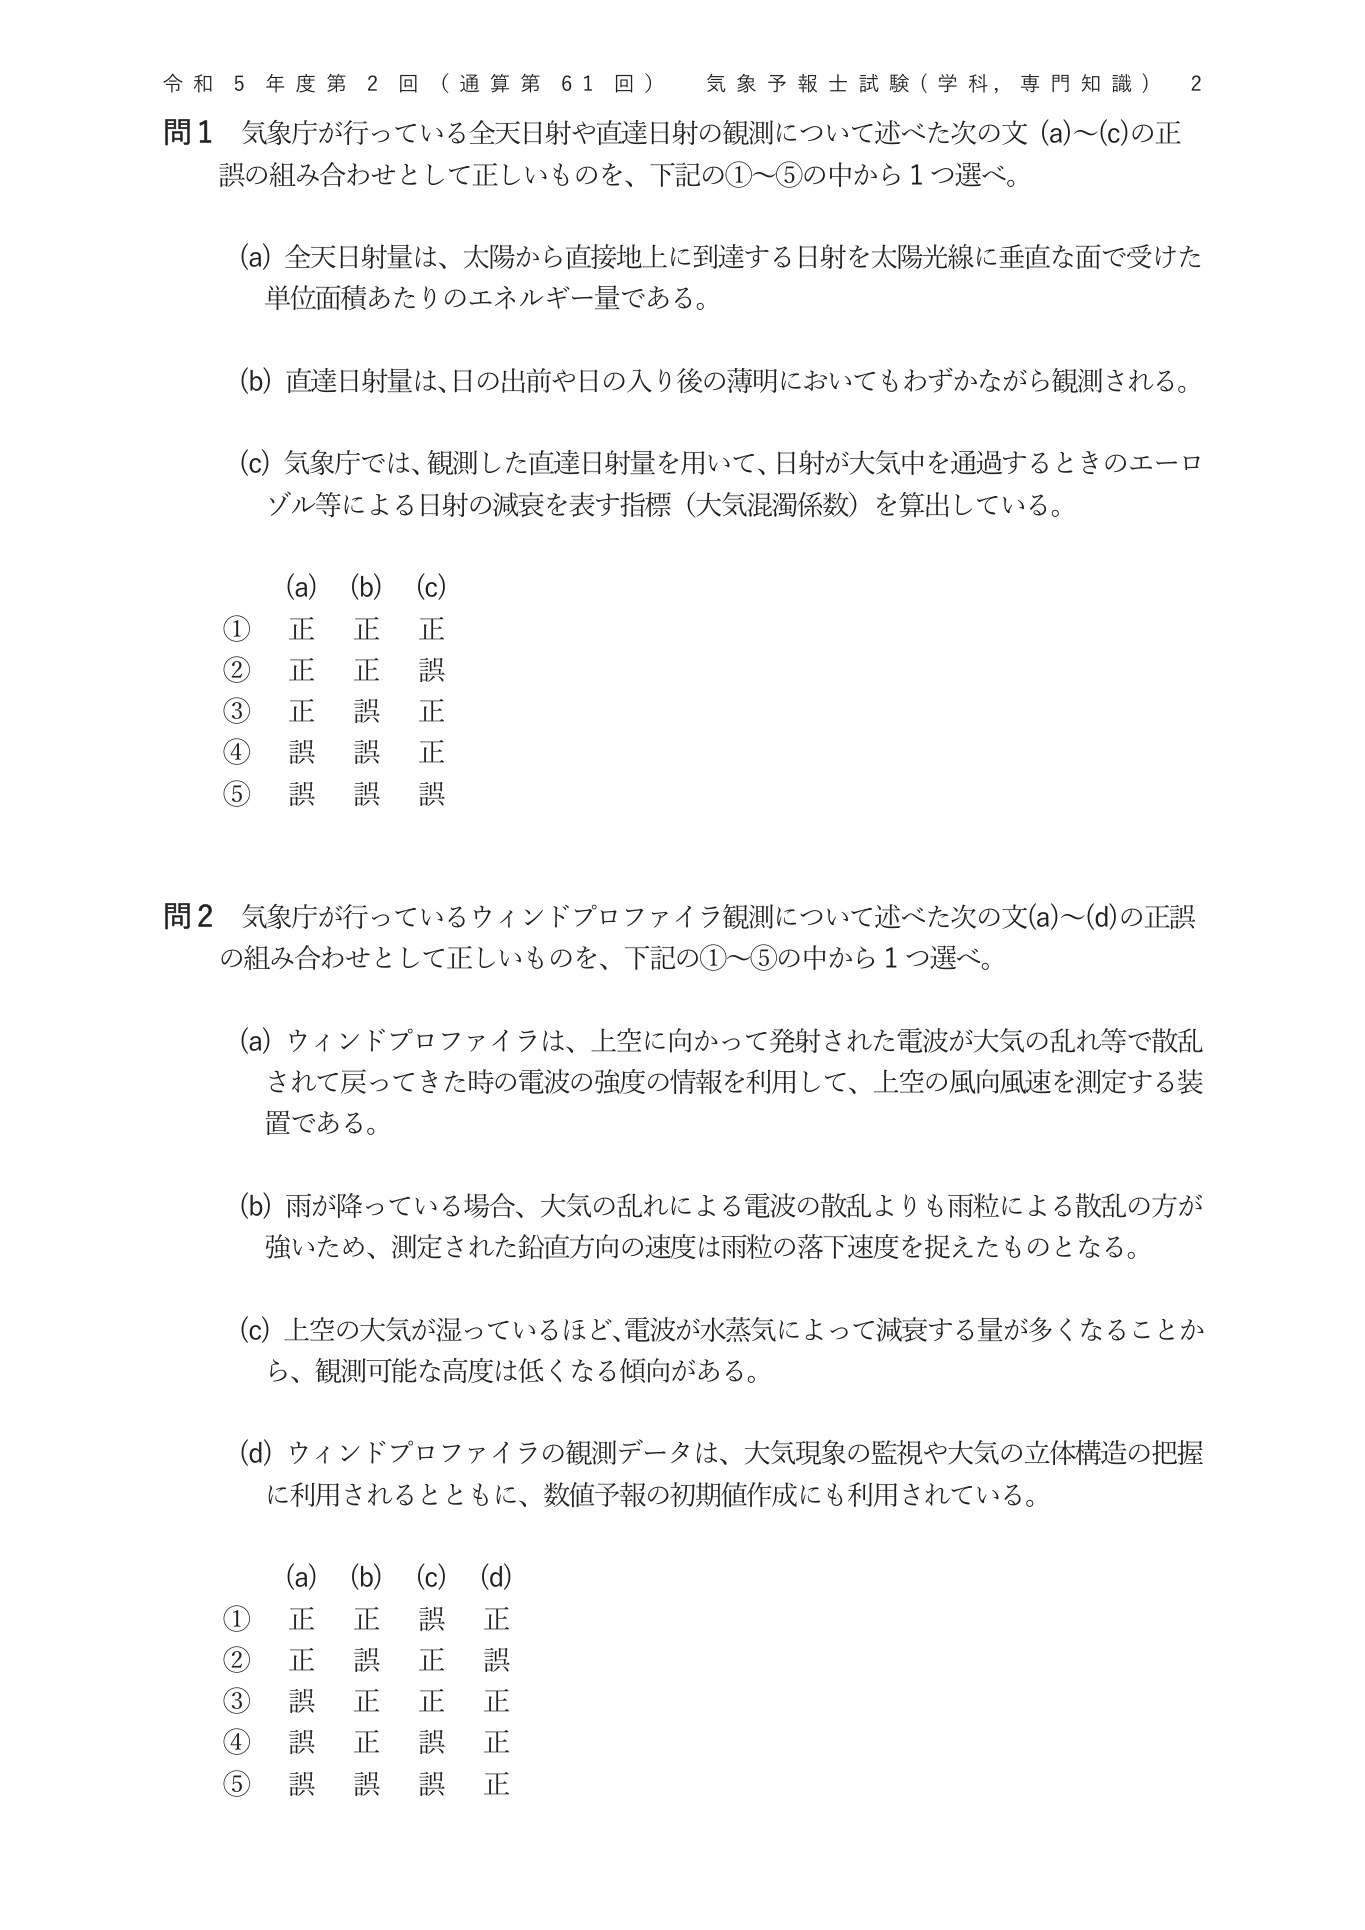 令和 5 年度第 2 回（通算第 61 回）　気象予報士試験(学科, 専門知識)　2
問1　気象庁が行っている全天日射や直達日射の観測について述べた次の文 (a)～(c)の正
誤の組み合わせとして正しいものを、下記の①～⑤の中から 1 つ選べ。
(a) 全天日射量は、太陽から直接地上に到達する日射を太陽光線に垂直な面で受けた
単位面積あたりのエネルギー量である。
(b) 直達日射量は、日の出前や日の入り後の薄明においてもわずかながら観測される。
(c) 気象庁では、観測した直達日射量を用いて、日射が大気中を通過するときのエーロ
ゾル等による日射の減衰を表す指標（大気混濁係数）を算出している。
(a) (b) (c)
① 正 正 正
② 正 正 誤
③ 正 誤 正
④ 誤 誤 正
⑤ 誤 誤 誤
問2　気象庁が行っているウィンドプロファイラ観測について述べた次の文(a)～(d)の正誤
の組み合わせとして正しいものを、下記の①～⑤の中から 1 つ選べ。
(a) ウィンドプロファイラは、上空に向かって発射された電波が大気の乱れ等で散乱
されて戻ってきた時の電波の強度の情報を利用して、上空の風向風速を測定する装
置である。
(b) 雨が降っている場合、大気の乱れによる電波の散乱よりも雨粒による散乱の方が
強いため、測定された鉛直方向の速度は雨粒の落下速度を捉えたものとなる。
(c) 上空の大気が湿っているほど、電波が水蒸気によって減衰する量が多くなることか
ら、観測可能な高度は低くなる傾向がある。
(d) ウィンドプロファイラの観測データは、大気現象の監視や大気の立体構造の把握
に利用されるとともに、数値予報の初期値作成にも利用されている。
(a) (b) (c) (d)
① 正 正 誤 正
② 正 誤 正 誤
③ 誤 正 正 正
④ 誤 正 誤 正
⑤ 誤 誤 誤 正